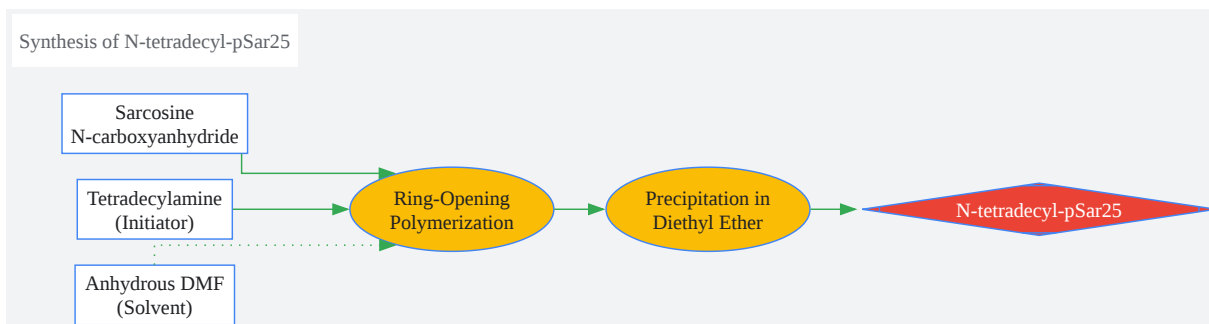 Synthesis of N-tetradecyl-pSar25
Sarcosine
N-carboxyanhydride
Tetradecylamine
(Initiator)
Anhydrous DMF
(Solvent)
Ring-Opening
Polymerization
Precipitation in
Diethyl Ether
N-tetradecyl-pSar25